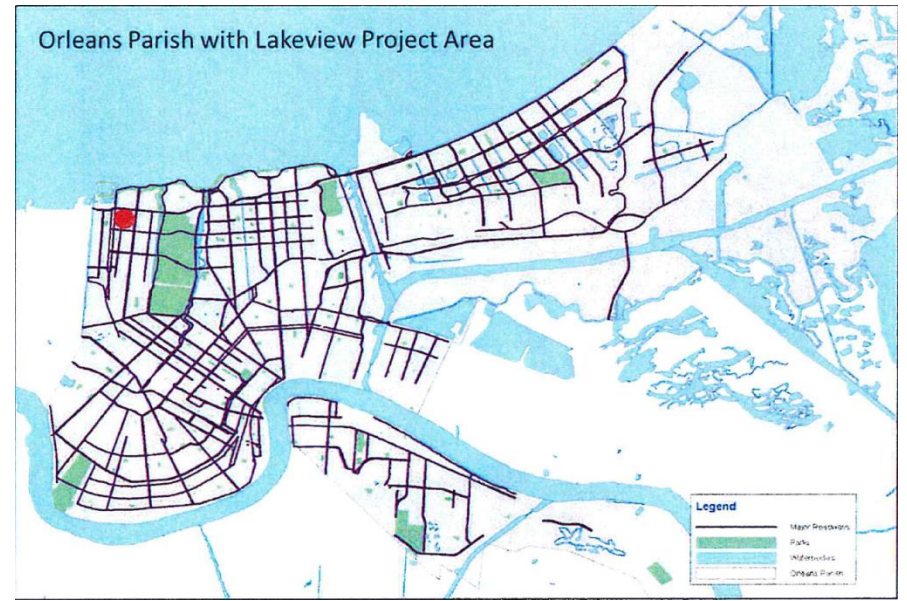 Orleans Parish with Lakeview Project Area
Legend
Major Roadways
Parks
Waterbodies
Orleans Parish